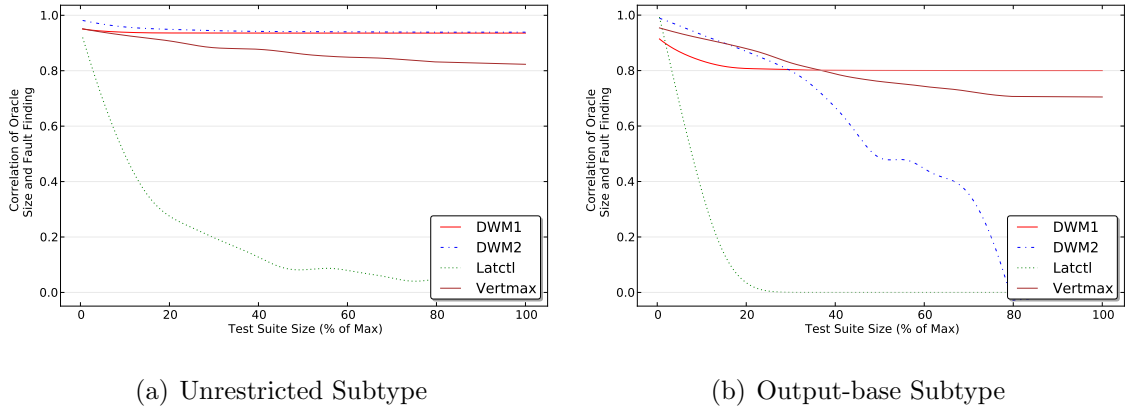 1.0
0.8
0.6
0.4
0.2
0.0
Correlation of Oracle
Size and Fault Finding
0
20
40
60
80
100
Test Suite Size (% of Max)
DWM1
DWM2
Latctl
Vertmax
(a) Unrestricted Subtype
1.0
0.8
0.6
0.4
0.2
0.0
Correlation of Oracle
Size and Fault Finding
0
20
40
60
80
100
Test Suite Size (% of Max)
DWM1
DWM2
Latctl
Vertmax
(b) Output-base Subtype